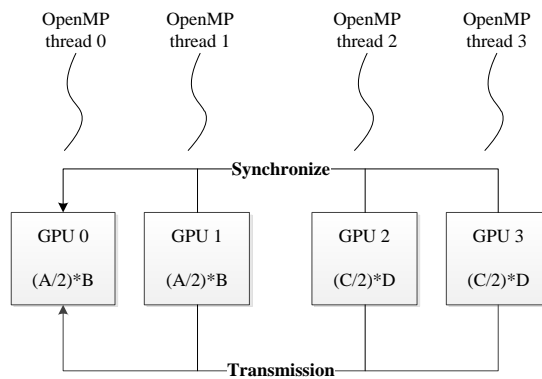 OpenMP
thread 0
OpenMP
thread 1
OpenMP
thread 2
OpenMP
thread 3
Synchronize
GPU 0
(A/2)*B
GPU 1
(A/2)*B
GPU 2
(C/2)*D
GPU 3
(C/2)*D
Transmission